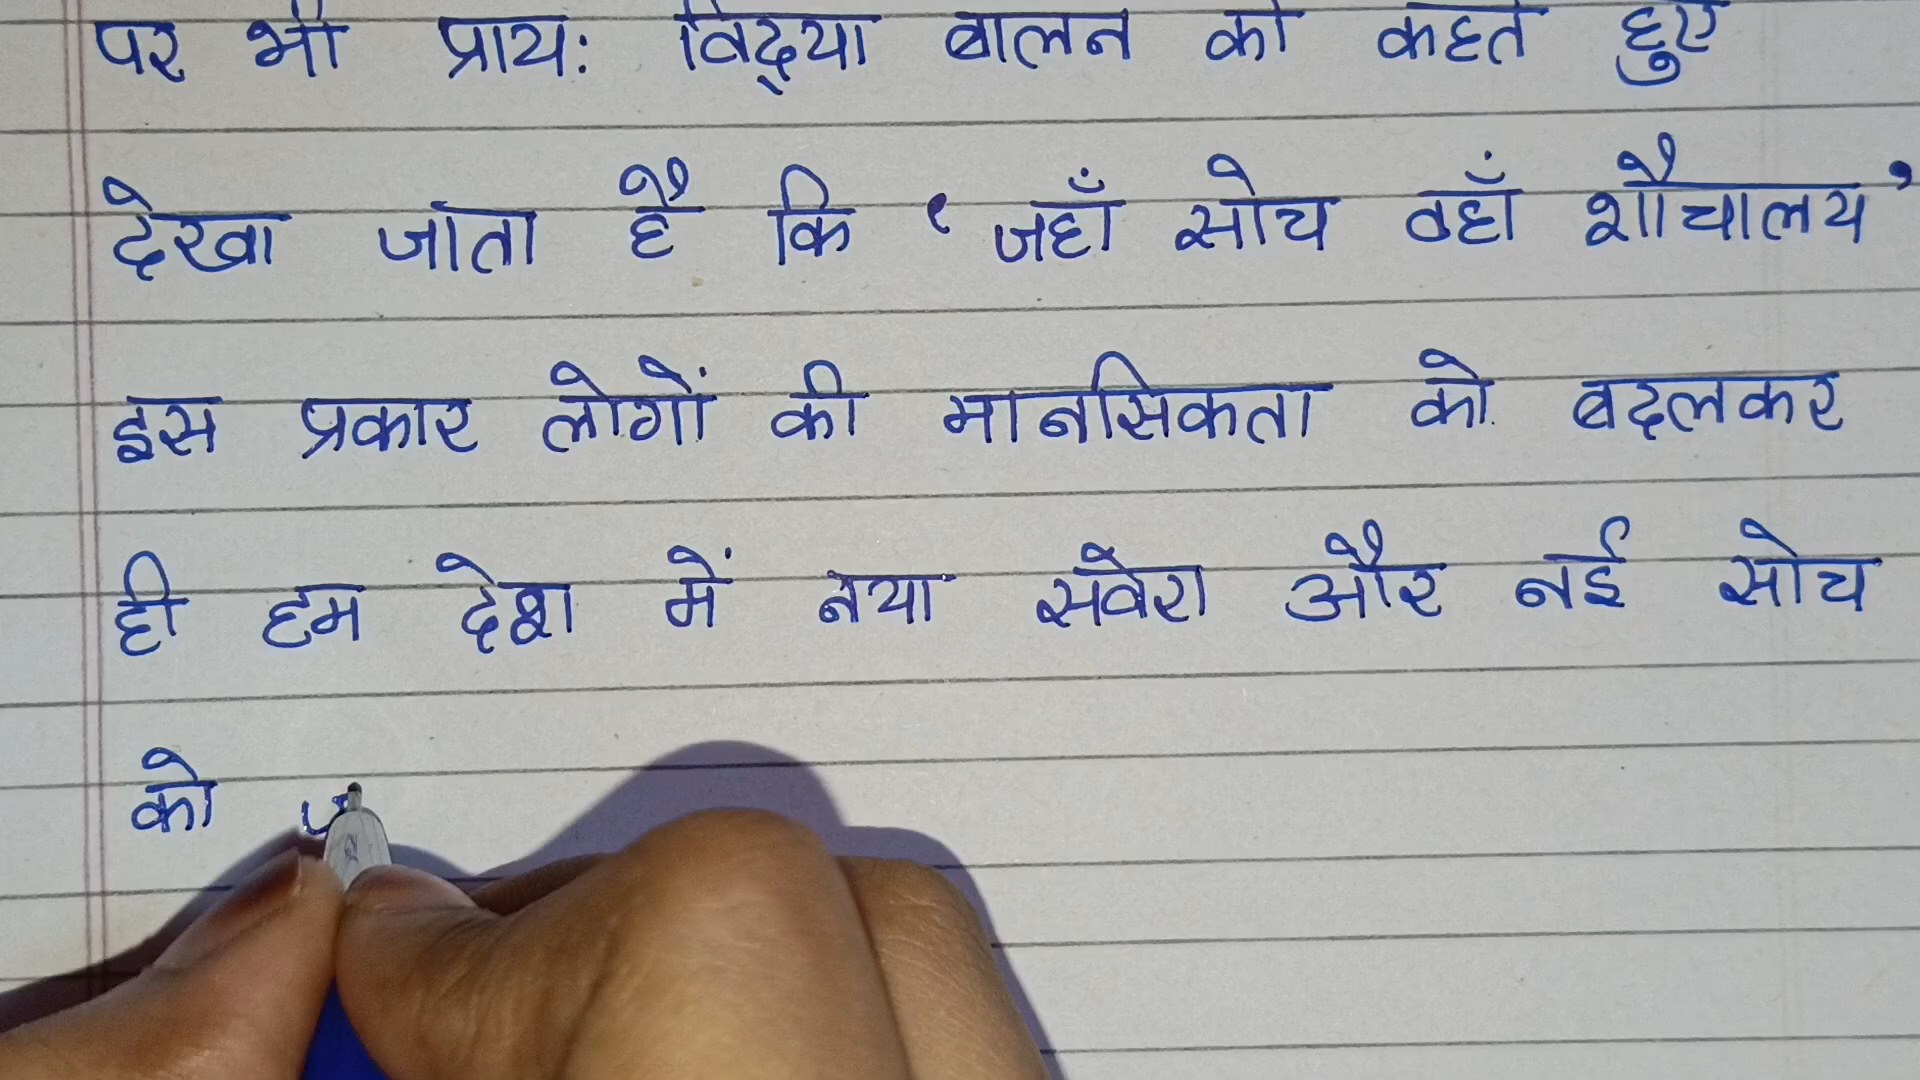 पर भी प्रायः विद्या बालन को कहते हुए
देखा जाता है कि ‘जहाँ सोच वहाँ शौचालय’
इस प्रकार लोगों की मानसिकता को बदलकर
ही हम देश में नया सवेरा और नई सोच
को